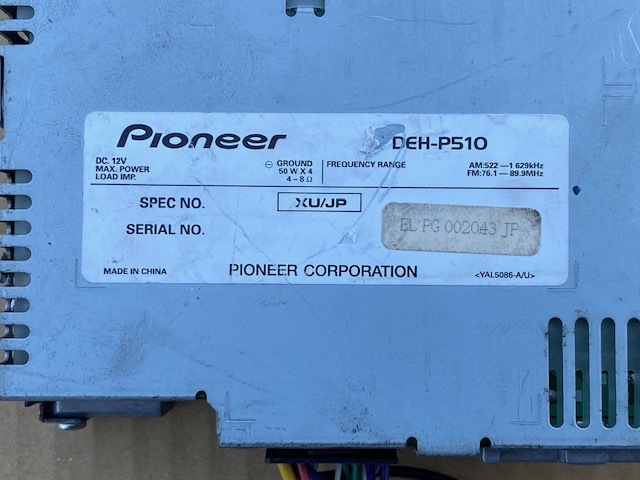 Pioneer DEH-P510
DC. 12V ⊖ GROUND FREQUENCY RANGE AM:522 — 1 629kHz
MAX. POWER 50 W X 4 FM:76.1 — 89.9MHz
LOAD IMP. 4 – 8 Ω
SPEC NO. XU/JP
SERIAL NO. EL PG 002043 JP
MADE IN CHINA PIONEER CORPORATION <YAL5086-A/U>